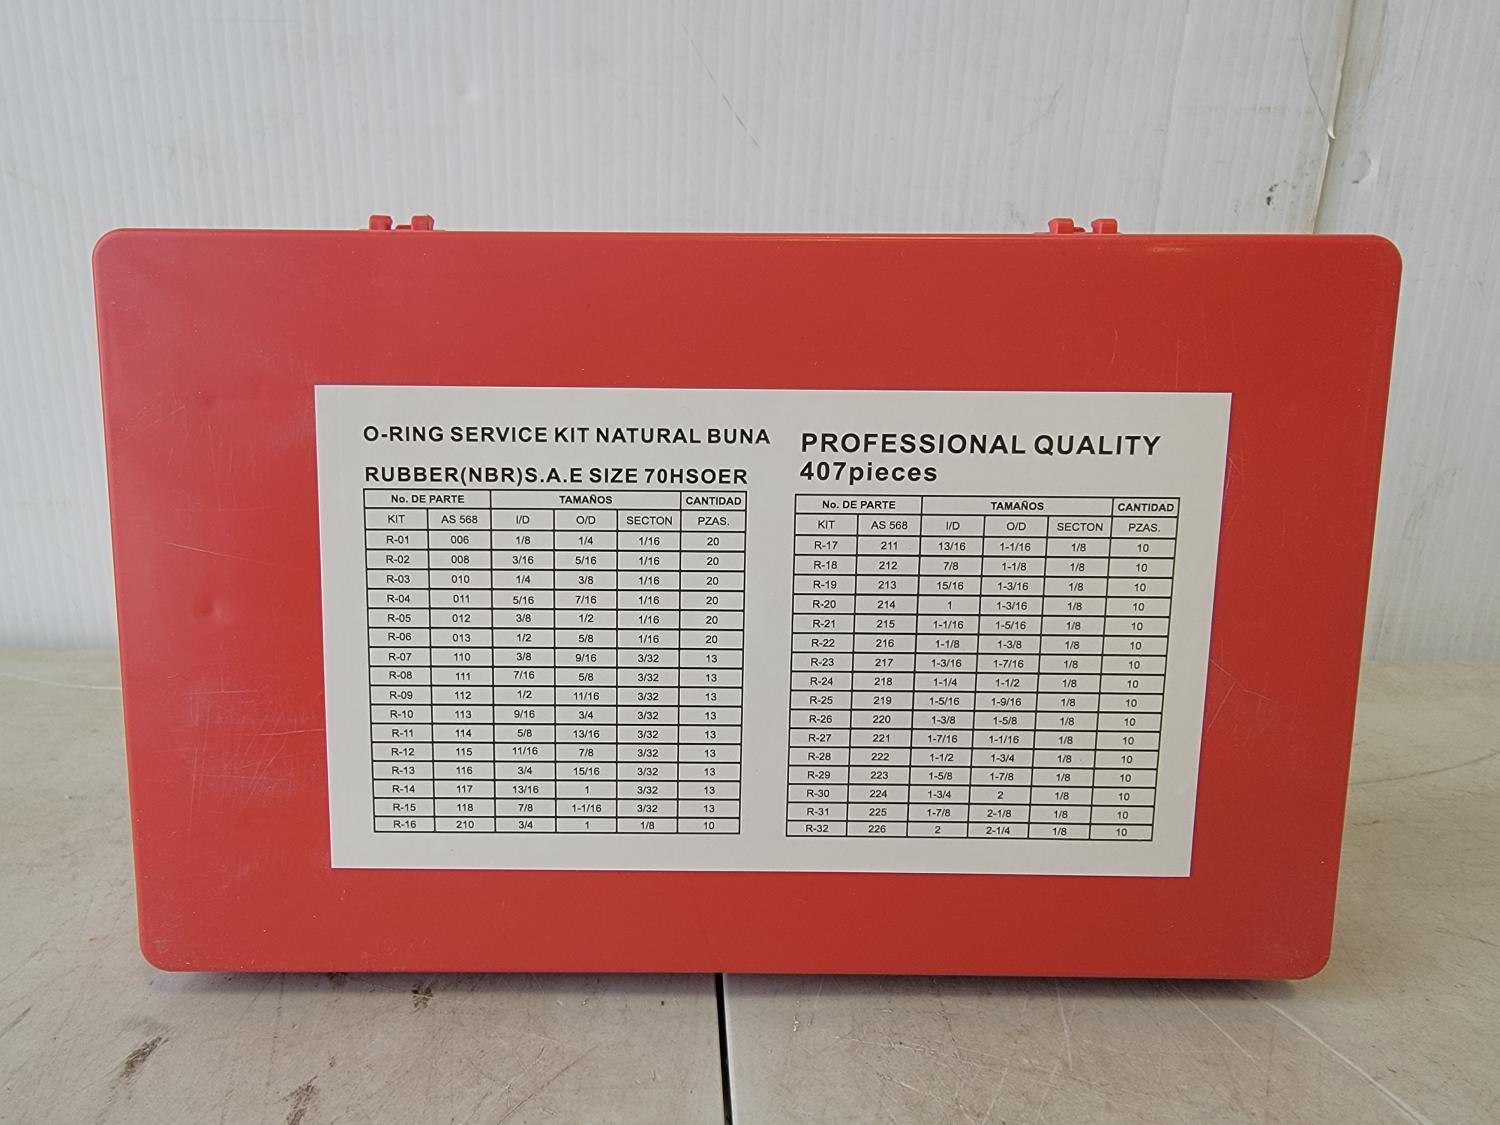 O-RING SERVICE KIT NATURAL BUNA
RUBBER(NBR)S.A.E SIZE 70HSOER
No. DE PARTE TAMAÑOS CANTIDAD
KIT AS 568 I/D O/D SECTON PZAS.
R-01 006 1/8 1/4 1/16 20
R-02 008 3/16 5/16 1/16 20
R-03 010 1/4 3/8 1/16 20
R-04 011 5/16 7/16 1/16 20
R-05 012 3/8 1/2 1/16 20
R-06 013 1/2 5/8 1/16 20
R-07 110 3/8 9/16 3/32 13
R-08 111 7/16 5/8 3/32 13
R-09 112 1/2 11/16 3/32 13
R-10 113 9/16 3/4 3/32 13
R-11 114 5/8 13/16 3/32 13
R-12 115 11/16 7/8 3/32 13
R-13 116 3/4 15/16 3/32 13
R-14 117 13/16 1 3/32 13
R-15 118 7/8 1-1/16 3/32 13
R-16 210 3/4 1 1/8 10
PROFESSIONAL QUALITY
407pieces
No. DE PARTE TAMAÑOS CANTIDAD
KIT AS 568 I/D O/D SECTON PZAS.
R-17 211 13/16 1-1/16 1/8 10
R-18 212 7/8 1-1/8 1/8 10
R-19 213 15/16 1-3/16 1/8 10
R-20 214 1 1-3/16 1/8 10
R-21 215 1-1/16 1-5/16 1/8 10
R-22 216 1-1/8 1-3/8 1/8 10
R-23 217 1-3/16 1-7/16 1/8 10
R-24 218 1-1/4 1-1/2 1/8 10
R-25 219 1-5/16 1-9/16 1/8 10
R-26 220 1-3/8 1-5/8 1/8 10
R-27 221 1-7/16 1-1/16 1/8 10
R-28 222 1-1/2 1-3/4 1/8 10
R-29 223 1-5/8 1-7/8 1/8 10
R-30 224 1-3/4 2 1/8 10
R-31 225 1-7/8 2-1/8 1/8 10
R-32 226 2 2-1/4 1/8 10